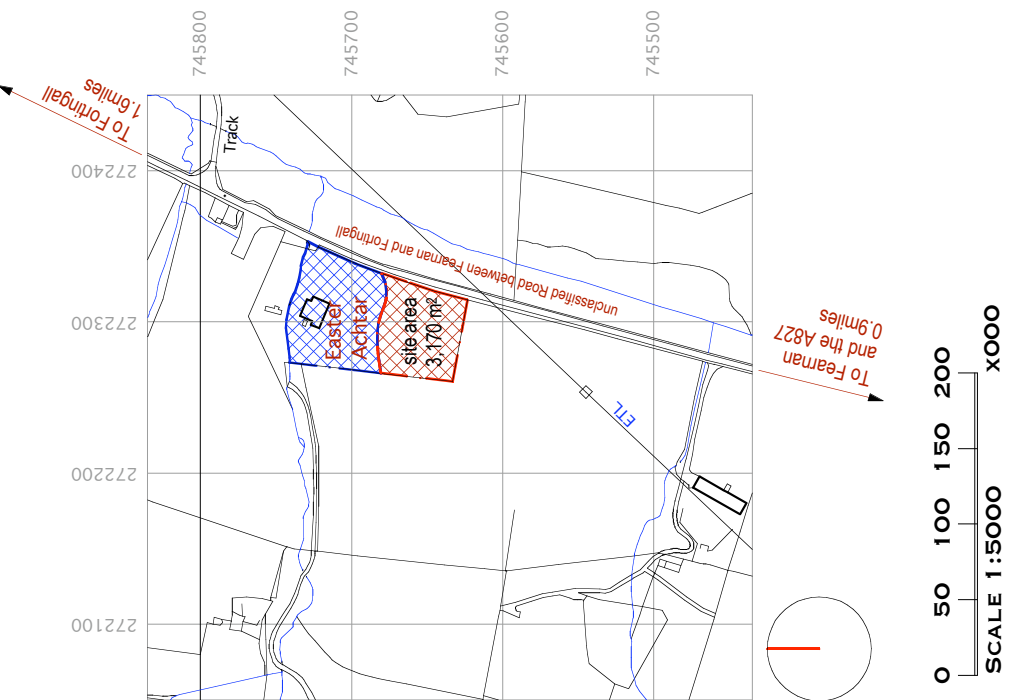 745800
745700
745600
745500
To Fortingall
1.6miles
Track
272400
unclassified Road between Fearnan and Fortingall
272300
Easter
Achtar
site area
3,170 m²
To Fearnan
and the A827
0.9miles
ETL
272200
272100
0 50 100 150 200
x000
SCALE 1:5000